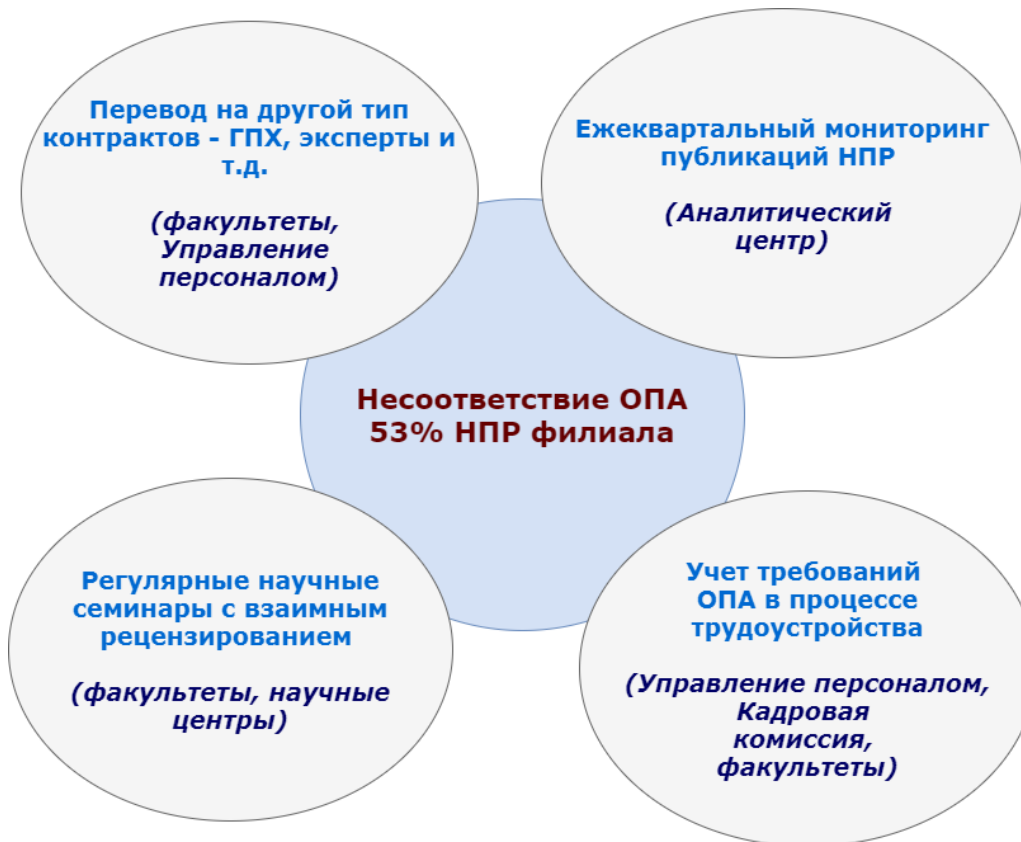 Перевод на другой тип
контрактов - ГПХ, эксперты и
т.д.
(факультеты,
Управление
персоналом)
Ежеквартальный мониторинг
публикаций НПР
(Аналитический
центр)
Несоответствие ОПА
53% НПР филиала
Регулярные научные
семинары с взаимным
рецензированием
(факультеты, научные
центры)
Учет требований
ОПА в процессе
трудоустройства
(Управление персоналом,
Кадровая
комиссия,
факультеты)